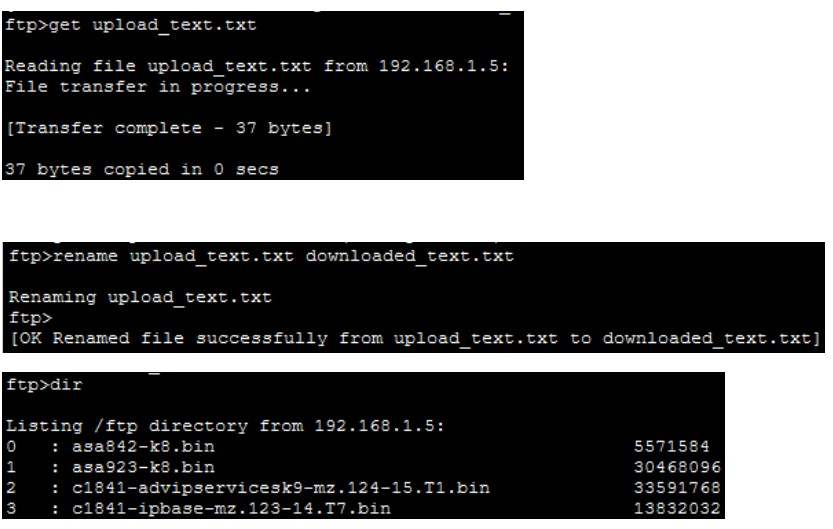 ftp>get upload_text.txt
Reading file upload_text.txt from 192.168.1.5:
File transfer in progress...
[Transfer complete - 37 bytes]
37 bytes copied in 0 secs
ftp>rename upload_text.txt downloaded_text.txt
Renaming upload_text.txt
ftp>
[OK Renamed file successfully from upload_text.txt to downloaded_text.txt]
ftp>dir
Listing /ftp directory from 192.168.1.5:
0 : asa842-k8.bin 5571584
1 : asa923-k8.bin 30468096
2 : c1841-advipservicesk9-mz.124-15.T1.bin 33591768
3 : c1841-ipbase-mz.123-14.T7.bin 13832032